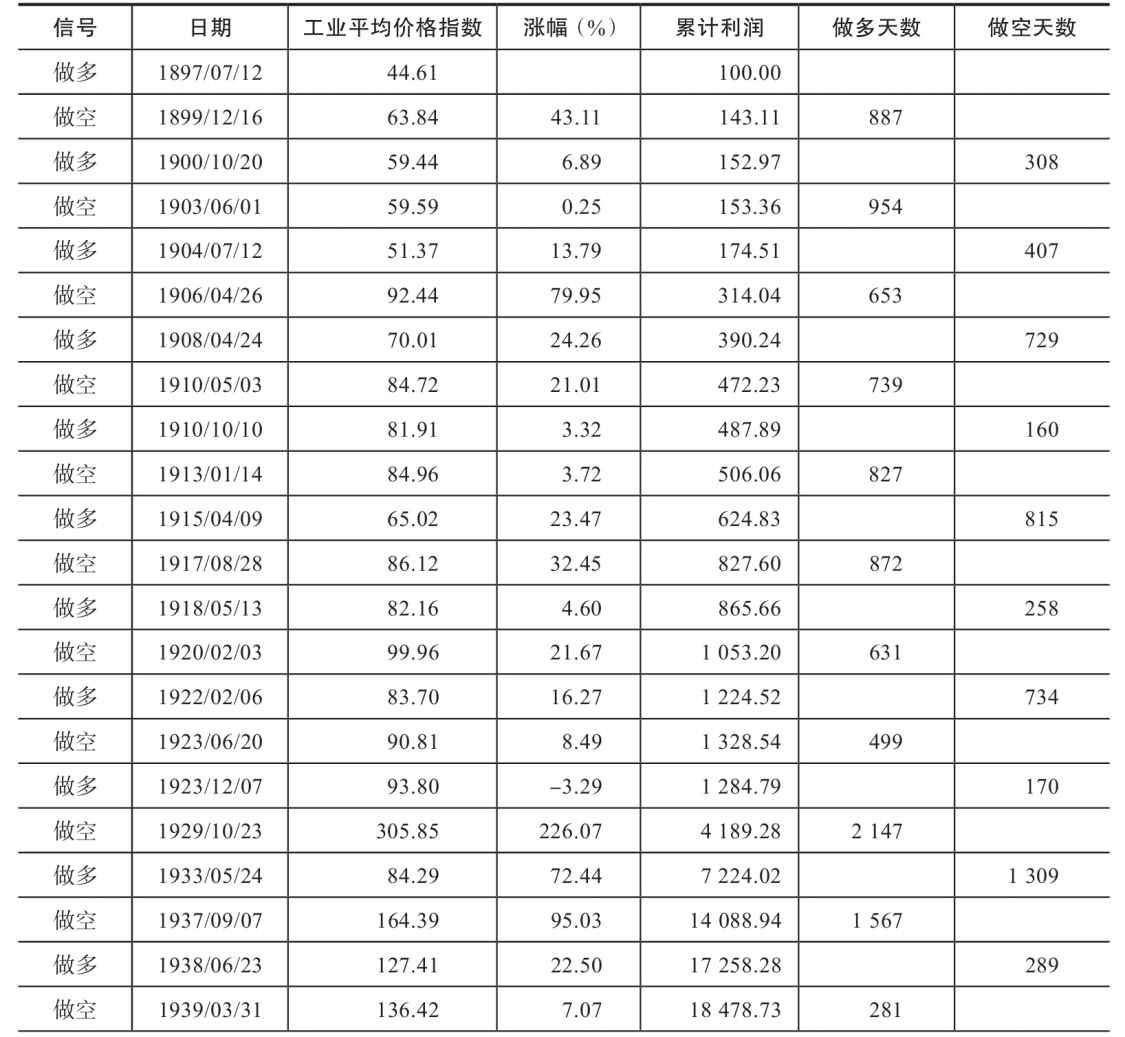 信号 日期 工业平均价格指数 涨幅（%） 累计利润 做多天数 做空天数
做多 1897/07/12 44.61 100.00
做空 1899/12/16 63.84 43.11 143.11 887
做多 1900/10/20 59.44 6.89 152.97 308
做空 1903/06/01 59.59 0.25 153.36 954
做多 1904/07/12 51.37 13.79 174.51 407
做空 1906/04/26 92.44 79.95 314.04 653
做多 1908/04/24 70.01 24.26 390.24 729
做空 1910/05/03 84.72 21.01 472.23 739
做多 1910/10/10 81.91 3.32 487.89 160
做空 1913/01/14 84.96 3.72 506.06 827
做多 1915/04/09 65.02 23.47 624.83 815
做空 1917/08/28 86.12 32.45 827.60 872
做多 1918/05/13 82.16 4.60 865.66 258
做空 1920/02/03 99.96 21.67 1 053.20 631
做多 1922/02/06 83.70 16.27 1 224.52 734
做空 1923/06/20 90.81 8.49 1 328.54 499
做多 1923/12/07 93.80 –3.29 1 284.79 170
做空 1929/10/23 305.85 226.07 4 189.28 2 147
做多 1933/05/24 84.29 72.44 7 224.02 1 309
做空 1937/09/07 164.39 95.03 14 088.94 1 567
做多 1938/06/23 127.41 22.50 17 258.28 289
做空 1939/03/31 136.42 7.07 18 478.73 281